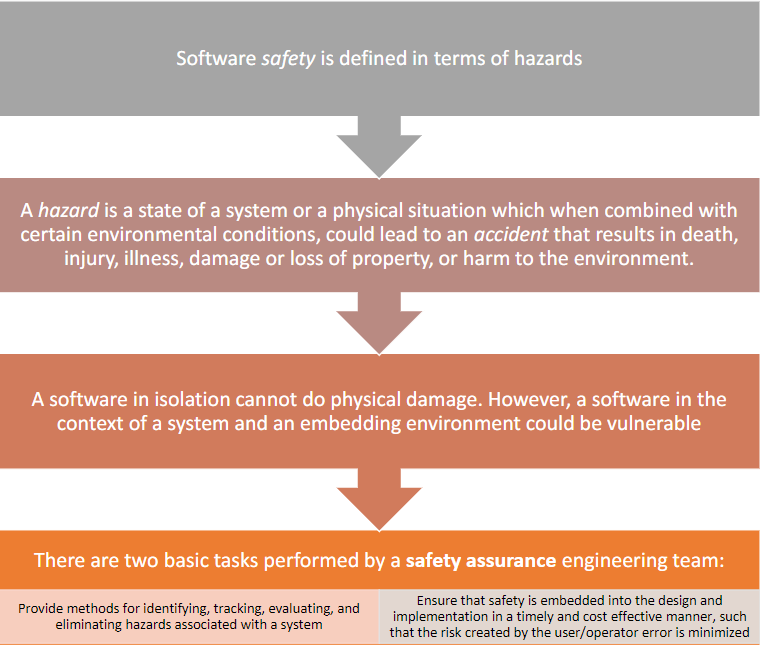 Software safety is defined in terms of hazards
A hazard is a state of a system or a physical situation which when combined with
certain environmental conditions, could lead to an accident that results in death,
injury, illness, damage or loss of property, or harm to the environment.
A software in isolation cannot do physical damage. However, a software in the
context of a system and an embedding environment could be vulnerable
There are two basic tasks performed by a safety assurance engineering team:
Provide methods for identifying, tracking, evaluating, and
eliminating hazards associated with a system
Ensure that safety is embedded into the design and
implementation in a timely and cost effective manner, such
that the risk created by the user/operator error is minimized